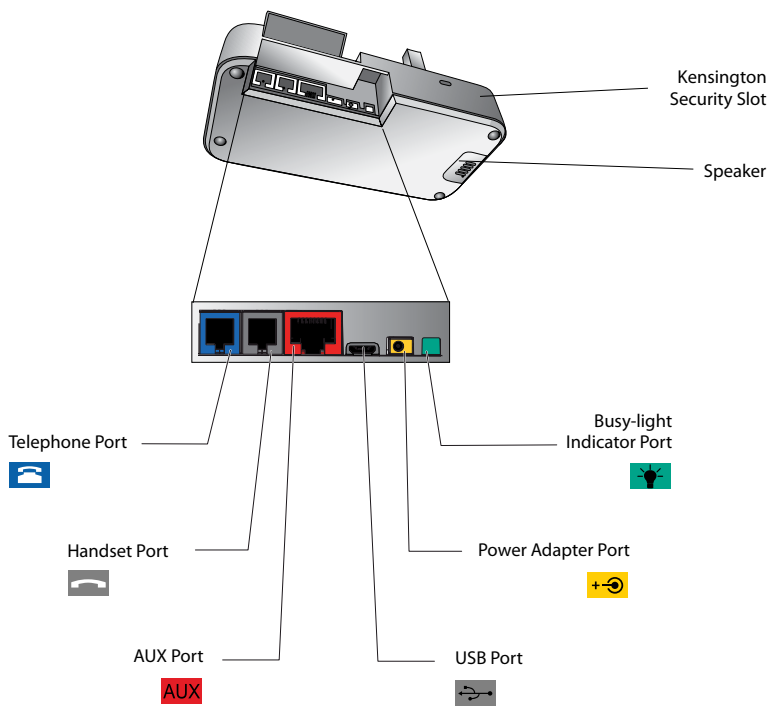 Kensington
Security Slot
Speaker
Telephone Port
Busy-light
Indicator Port
Handset Port
Power Adapter Port
+
AUX Port
AUX
USB Port